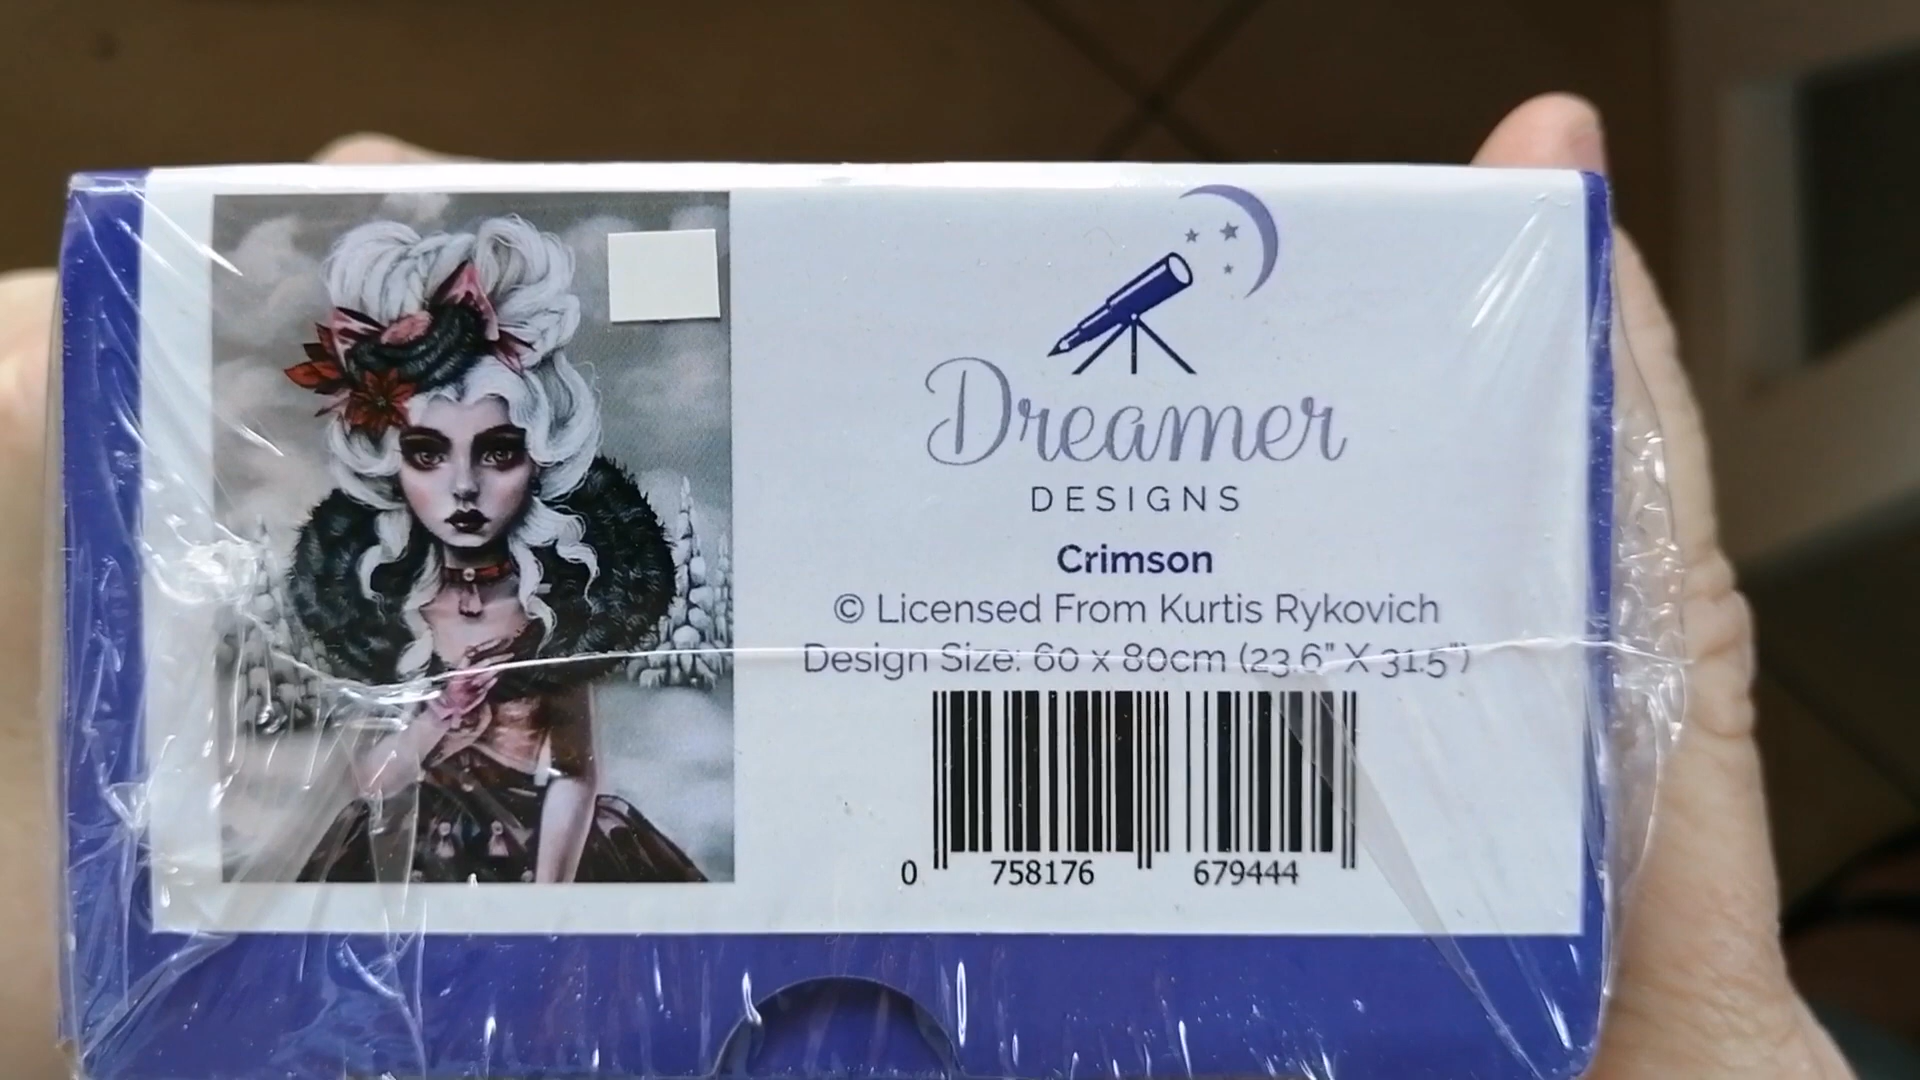 Dreamer
DESIGNS
Crimson
© Licensed From Kurtis Rykovich
Design Size: 60 x 80cm (23.6" X 31.5")
0 758176 679444